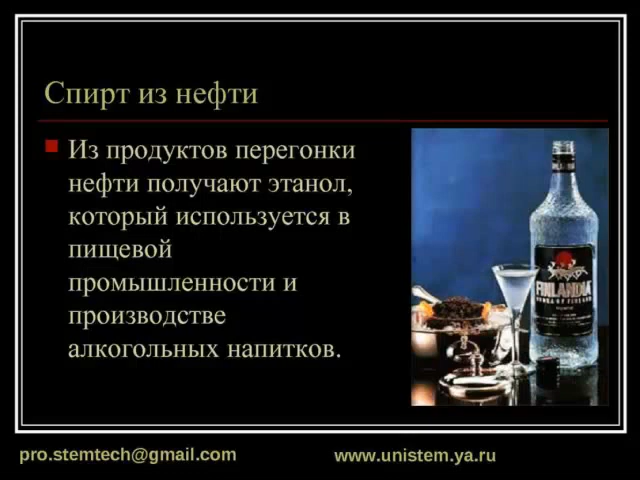 Спирт из нефти
Из продуктов перегонки
нефти получают этанол,
который используется в
пищевой
промышленности и
производстве
алкогольных напитков.
FINLANDIA
pro.stemtech@gmail.com
www.unistem.ya.ru